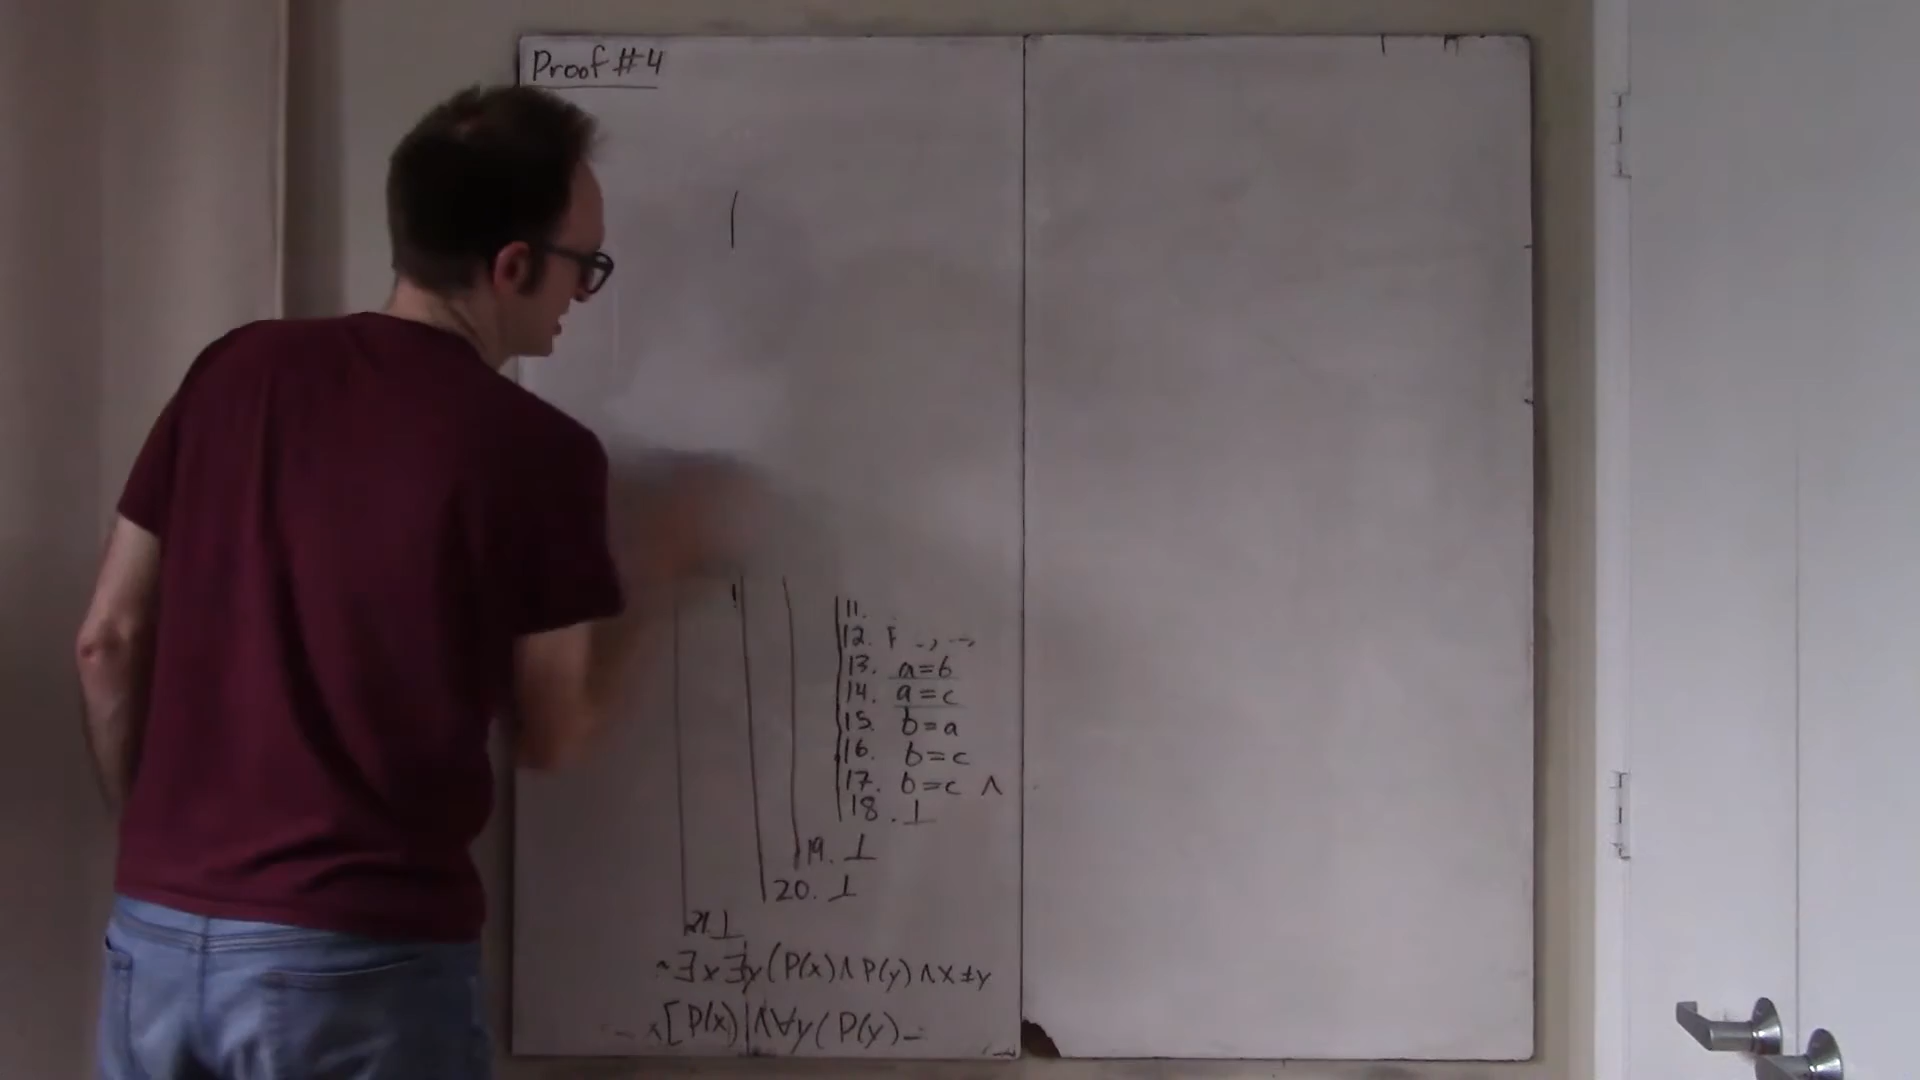 Proof #4
11.
12.
13. a=b
14. a=c
15. b=a
16. b=c
17. b=c ∧
18. ⊥
19. ⊥
20. ⊥
21. ⊥
~∃x∃y(P(x)∧P(y)∧x≠y
x[P(x)∧∀y(P(y)